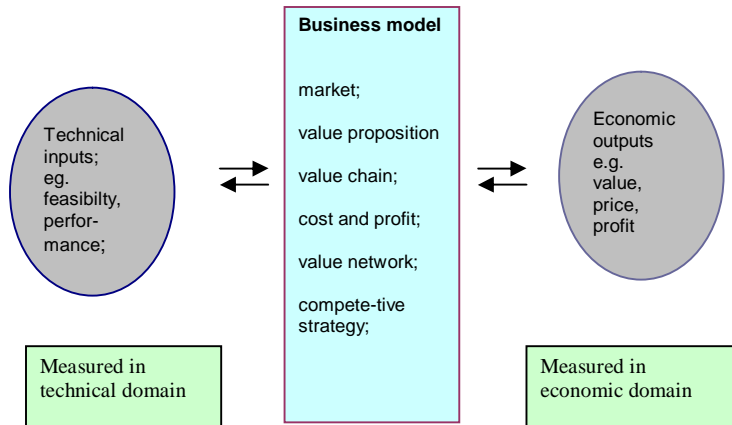 Technical
inputs;
eg.
feasibilty,
perfor-
mance;
Measured in
technical domain
Business model
market;
value proposition
value chain;
cost and profit;
value network;
compete-tive
strategy;
Economic
outputs
e.g.
value,
price,
profit
Measured in
economic domain